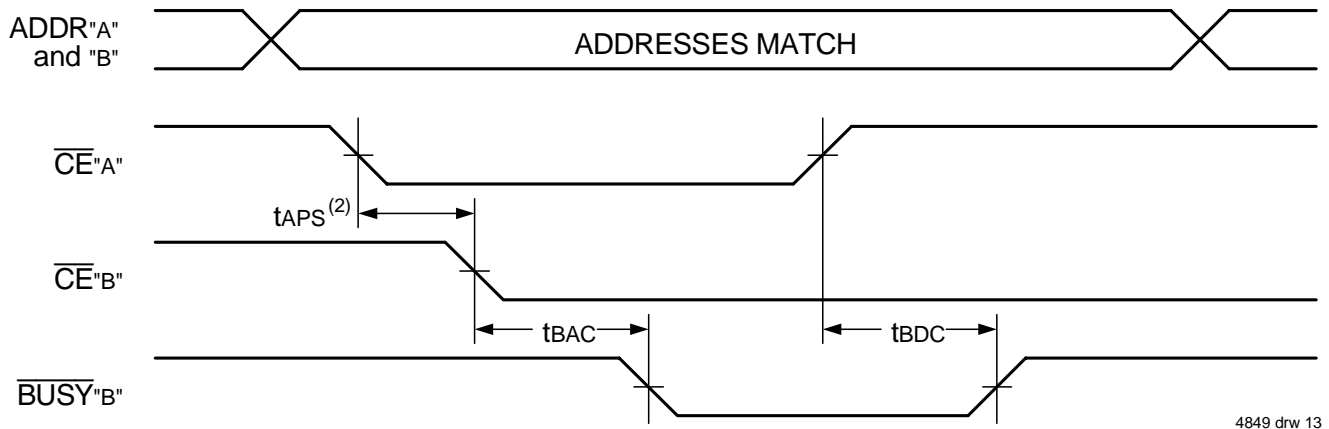 ADDR"A"
and "B"
ADDRESSES MATCH
CE"A"
tAPS(2)
CE"B"
tBAC
tBDC
BUSY"B"
4849 drw 13